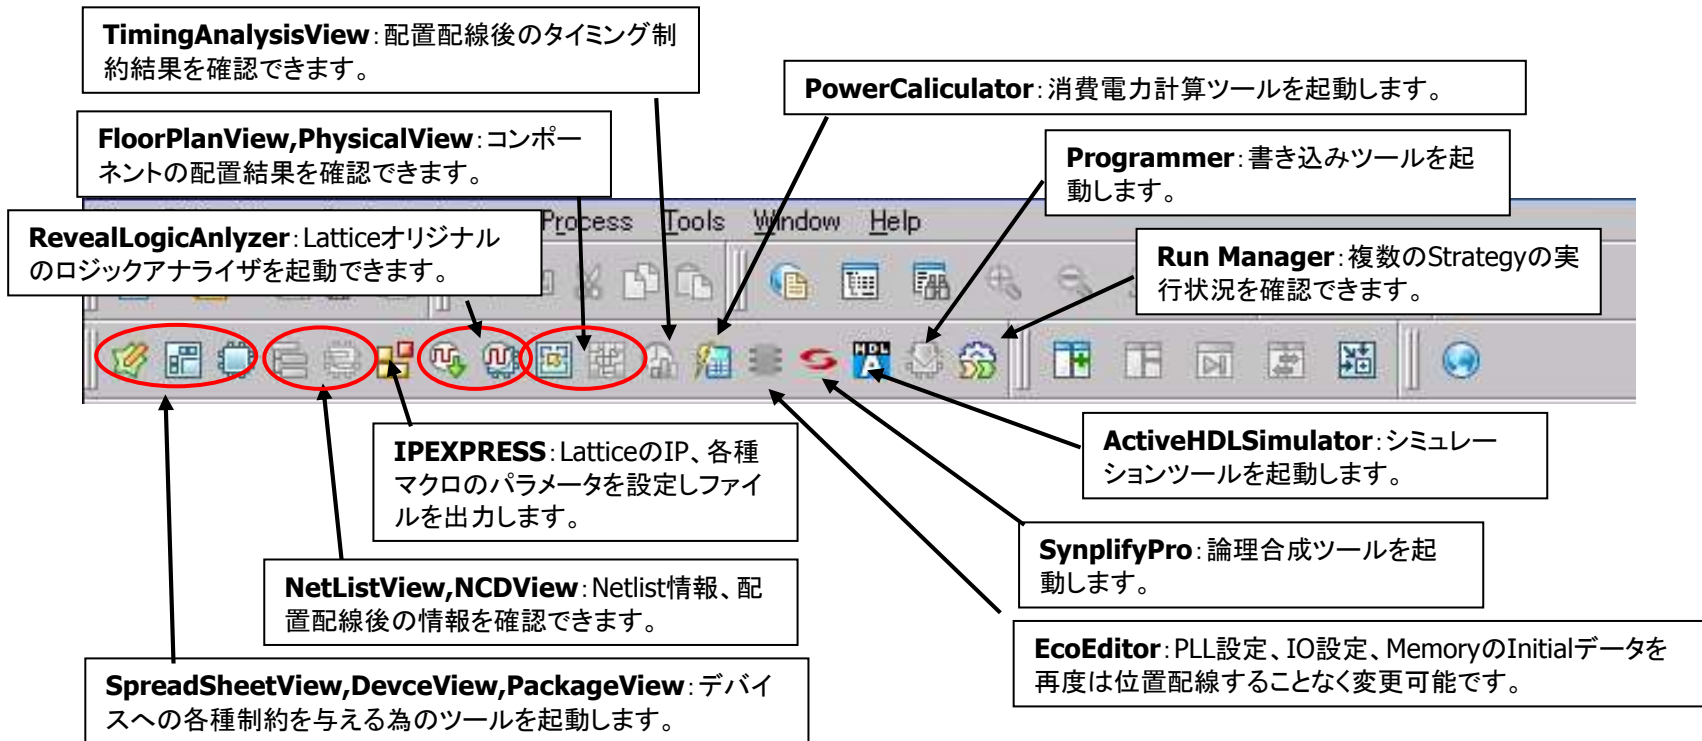 TimingAnalysisView:配置配線後のタイミング制
約結果を確認できます。
PowerCaliculator:消費電力計算ツールを起動します。
FloorPlanView,PhysicalView:コンポー
ネントの配置結果を確認できます。
Programmer:書き込みツールを起
動します。
Process Tools Window Help
RevealLogicAnlyzer:Latticeオリジナル
のロジックアナライザを起動できます。
Run Manager:複数のStrategyの実
行状況を確認できます。
HDL
A
IPEXPRESS:LatticeのIP、各種
マクロのパラメータを設定しファイ
ルを出力します。
ActiveHDLSimulator:シミュレー
ションツールを起動します。
SynplifyPro:論理合成ツールを起
動します。
NetListView,NCDView:Netlist情報、配
置配線後の情報を確認できます。
EcoEditor:PLL設定、IO設定、MemoryのInitialデータを
再度は位置配線することなく変更可能です。
SpreadSheetView,DevceView,PackageView:デバイ
スへの各種制約を与える為のツールを起動します。